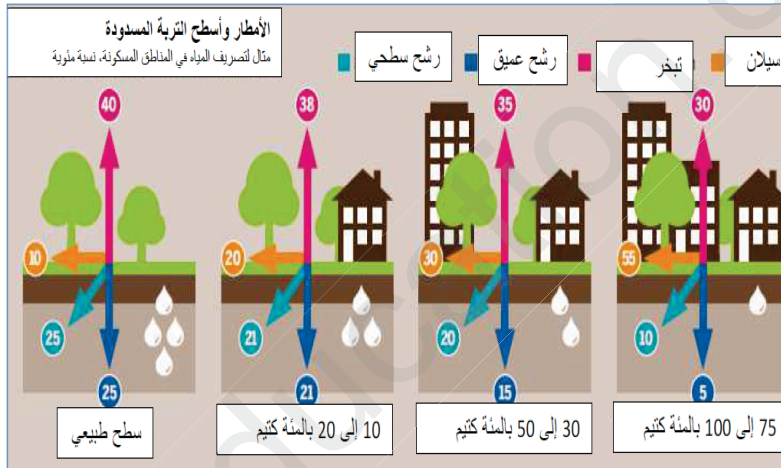 الأمطار وأسطح التربة المسدودة
مثال لتصريف المياه في المناطق المسكونة، نسبة مئوية
سيلان
تبخر
رشح عميق
رشح سطحي
40
10
25
25
سطح طبيعي
38
20
21
21
10 إلى 20 بالمئة كتيم
35
30
20
15
30 إلى 50 بالمئة كتيم
30
55
10
5
75 إلى 100 بالمئة كتيم